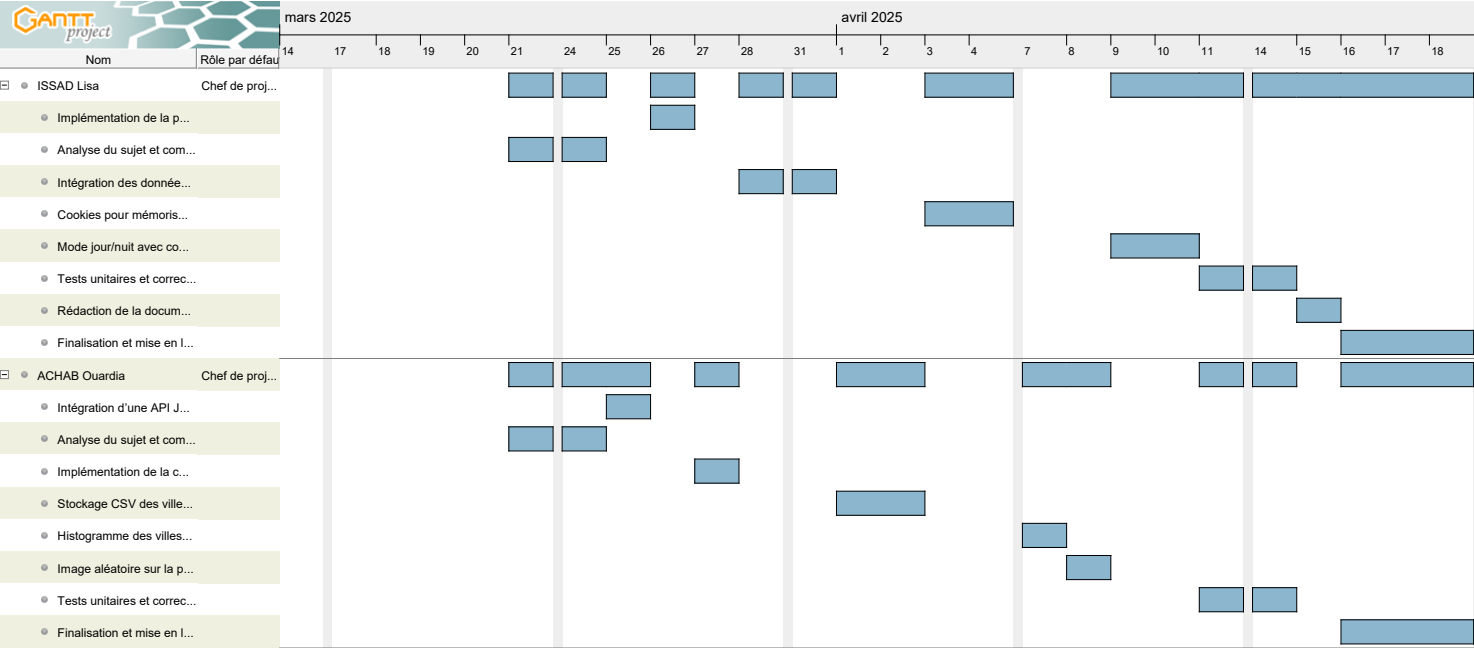 GANTT
project
mars 2025
avril 2025
14 17 18 19 20 21 24 25 26 27 28 31 1 2 3 4 7 8 9 10 11 14 15 16 17 18
Nom Rôle par défau
ISSAD Lisa Chef de proj...
Implémentation de la p...
Analyse du sujet et com...
Intégration des donnée...
Cookies pour mémoris...
Mode jour/nuit avec co...
Tests unitaires et correc...
Rédaction de la docum...
Finalisation et mise en l...
ACHAB Ouardia Chef de proj...
Intégration d’une API J...
Analyse du sujet et com...
Implémentation de la c...
Stockage CSV des ville...
Histogramme des villes...
Image aléatoire sur la p...
Tests unitaires et correc...
Finalisation et mise en l...